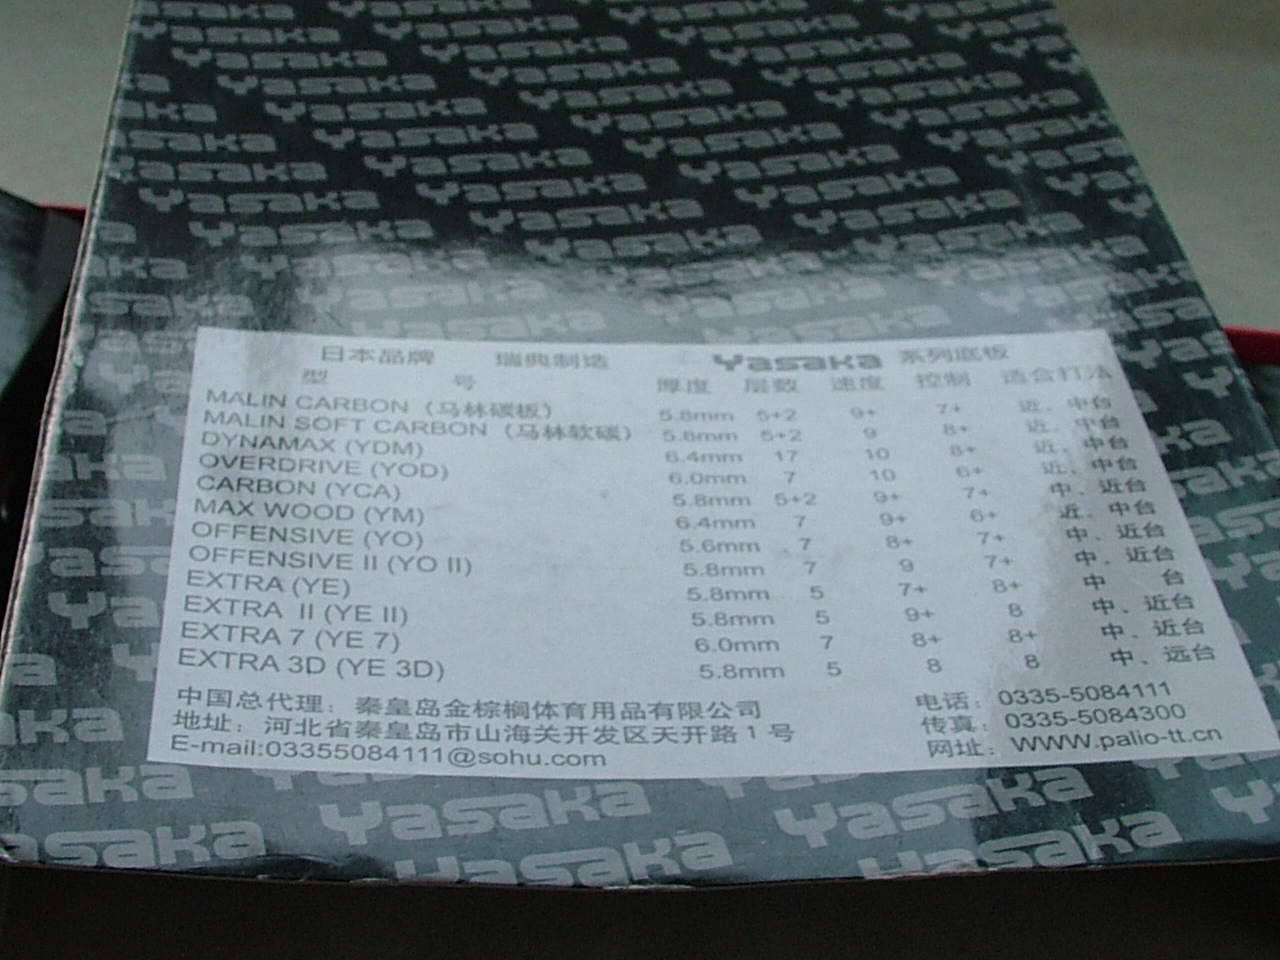 日本品牌 瑞典制造 Yasaka 系列底板
型 号 厚度 层数 速度 控制 适合打法
MALIN CARBON（马林碳板） 5.8mm 5+2 9+ 7+ 近、中台
MALIN SOFT CARBON（马林软碳） 5.8mm 5+2 9 8+ 近、中台
DYNAMAX (YDM) 6.4mm 17 10 8+ 近、中台
OVERDRIVE (YOD) 6.0mm 7 10 6+ 近、中台
CARBON (YCA) 5.8mm 5+2 9+ 7+ 中、近台
MAX WOOD (YM) 6.4mm 7 9+ 6+ 近、中台
OFFENSIVE (YO) 5.6mm 7 8+ 7+ 中、近台
OFFENSIVE II (YO II) 5.8mm 7 9 7+ 中、近台
EXTRA (YE) 5.8mm 5 7+ 8+ 中 台
EXTRA II (YE II) 5.8mm 5 9+ 8 中、近台
EXTRA 7 (YE 7) 6.0mm 7 8+ 8+ 中、近台
EXTRA 3D (YE 3D) 5.8mm 5 8 8 中、远台
中国总代理：秦皇岛金棕榈体育用品有限公司 电话：0335-5084111
地址：河北省秦皇岛市山海关开发区天开路1号 传真：0335-5084300
E-mail:03355084111@sohu.com 网址：WWW.palio-tt.cn